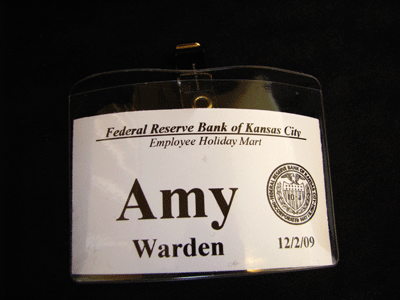 Federal Reserve Bank of Kansas City
Employee Holiday Mart
Amy
Warden
12/2/09